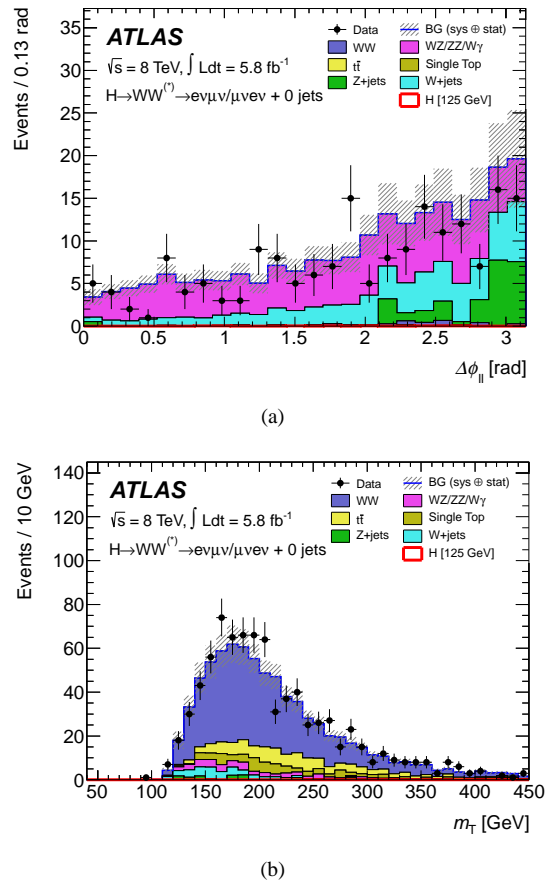 Events / 0.13 rad
35
30
25
20
15
10
5
0
ATLAS
√s = 8 TeV, ∫ Ldt = 5.8 fb⁻¹
H→WW⁽*⁾→eνμν/μνeν + 0 jets
Data
WW
tt̄
Z+jets
BG (sys ⊕ stat)
WZ/ZZ/Wγ
Single Top
W+jets
H [125 GeV]
0 0.5 1 1.5 2 2.5 3
Δϕ_ll [rad]
(a)
Events / 10 GeV
140
120
100
80
60
40
20
0
ATLAS
√s = 8 TeV, ∫ Ldt = 5.8 fb⁻¹
H→WW⁽*⁾→eνμν/μνeν + 0 jets
Data
WW
tt̄
Z+jets
BG (sys ⊕ stat)
WZ/ZZ/Wγ
Single Top
W+jets
H [125 GeV]
50 100 150 200 250 300 350 400 450
m_T [GeV]
(b)